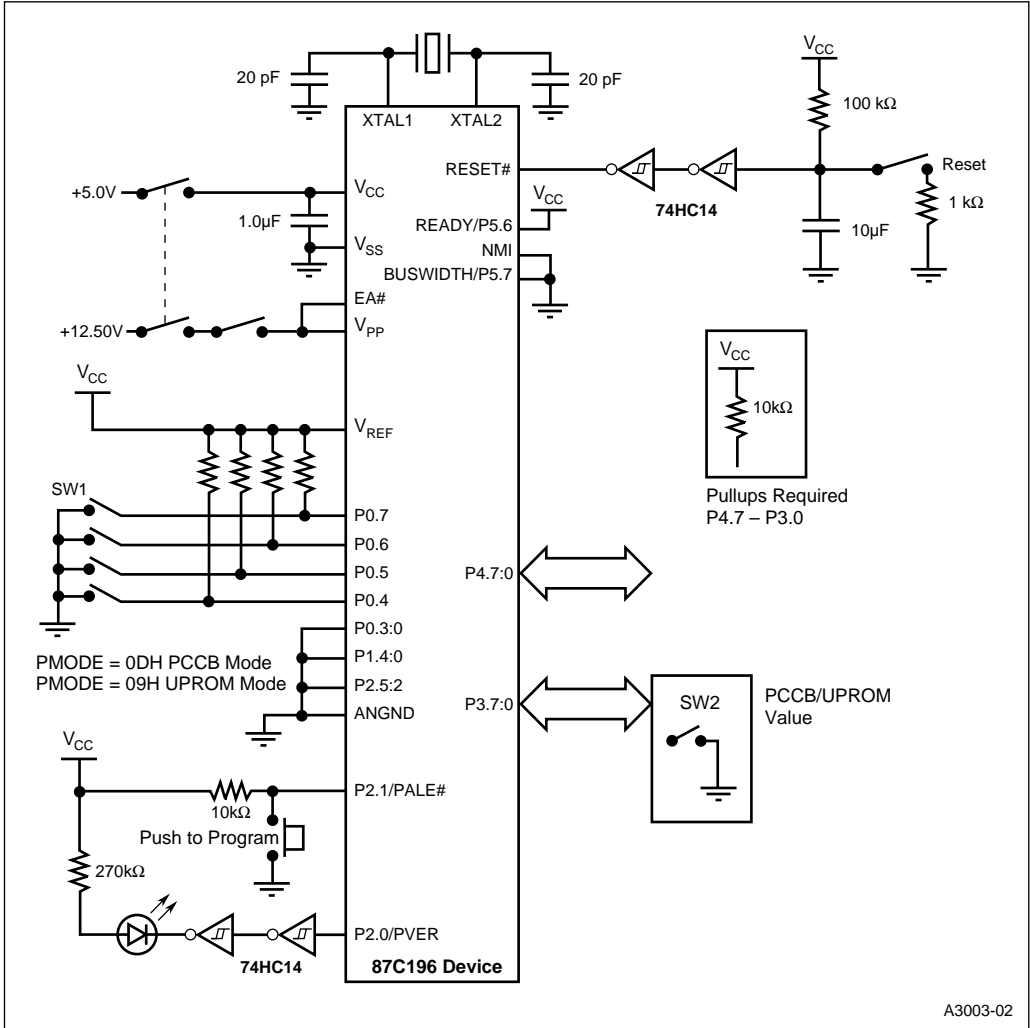 20 pF
20 pF
XTAL1 XTAL2
V_CC
100 kΩ
RESET#
74HC14
Reset
1 kΩ
10µF
+5.0V
V_CC
1.0µF
V_SS
V_CC
READY/P5.6
NMI
BUSWIDTH/P5.7
EA#
+12.50V
V_PP
V_CC
V_REF
V_CC
10kΩ
Pullups Required
P4.7 – P3.0
SW1
P0.7
P0.6
P0.5
P0.4
P4.7:0
P0.3:0
P1.4:0
P2.5:2
ANGND
PMODE = 0DH PCCB Mode
PMODE = 09H UPROM Mode
P3.7:0
SW2
PCCB/UPROM
Value
V_CC
10kΩ
P2.1/PALE#
Push to Program
270kΩ
P2.0/PVER
74HC14
87C196 Device
A3003-02